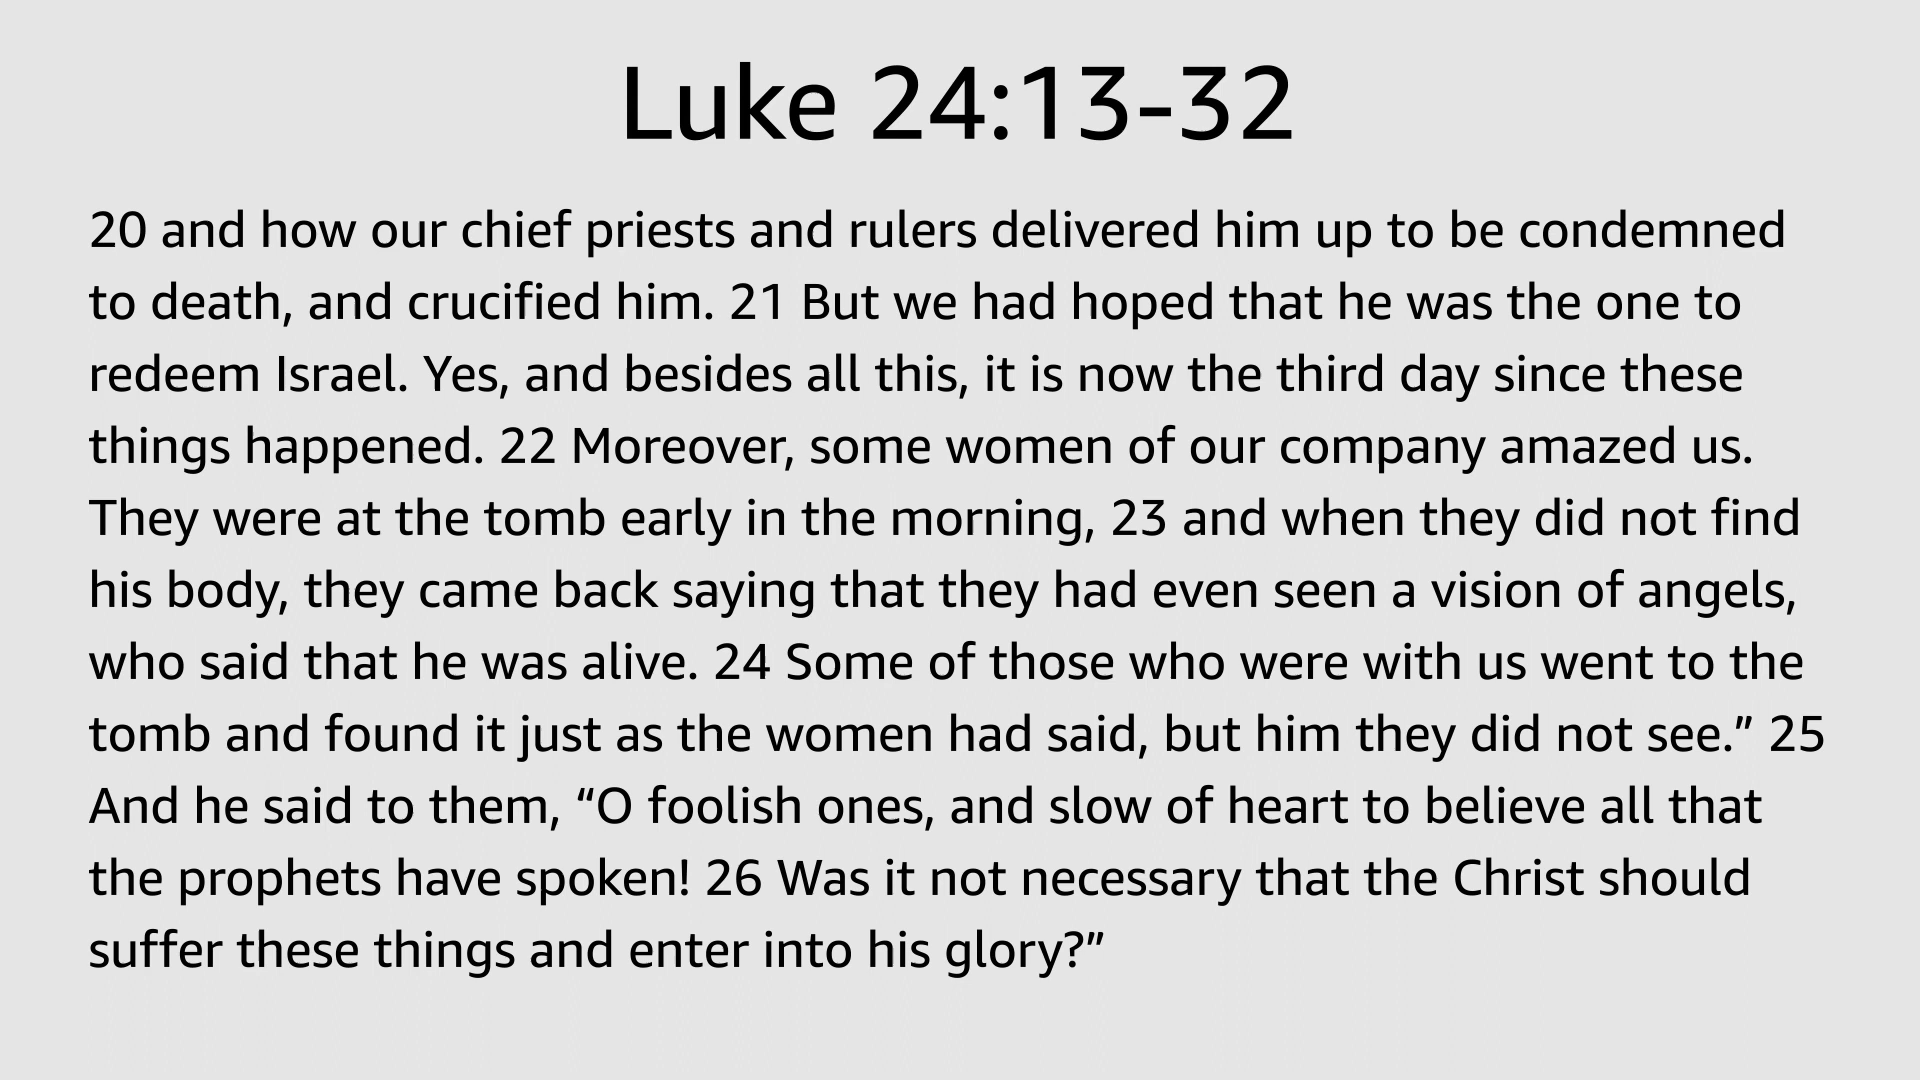 Luke 24:13-32
20 and how our chief priests and rulers delivered him up to be condemned
to death, and crucified him. 21 But we had hoped that he was the one to
redeem Israel. Yes, and besides all this, it is now the third day since these
things happened. 22 Moreover, some women of our company amazed us.
They were at the tomb early in the morning, 23 and when they did not find
his body, they came back saying that they had even seen a vision of angels,
who said that he was alive. 24 Some of those who were with us went to the
tomb and found it just as the women had said, but him they did not see.” 25
And he said to them, “O foolish ones, and slow of heart to believe all that
the prophets have spoken! 26 Was it not necessary that the Christ should
suffer these things and enter into his glory?”